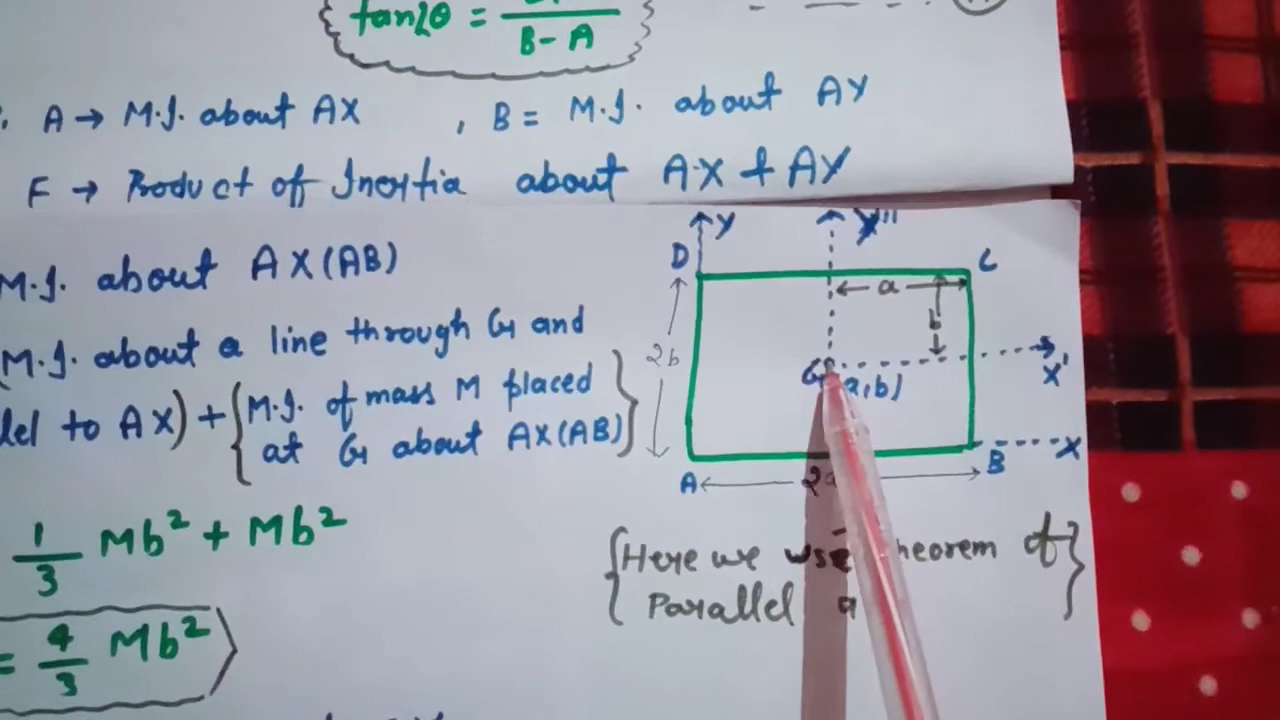 tan2θ = B - A
A → M.I. about AX , B = M.I. about AY
F → Product of Inertia about AX & AY
M.I. about AX(AB)
(M.I. about a line through G and
to AX) + {M.I. of mass M placed
at G about AX(AB)}
1/3 Mb² + Mb²
= 4/3 Mb²
Y Y"
D C
a
b
2b
G a,b) X'
A B X
2a
{Here we use theorem of
Parallel }